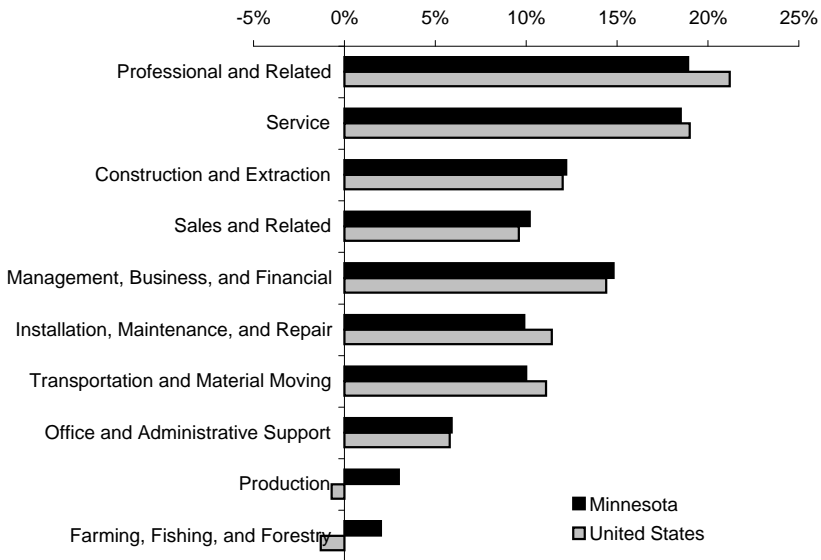 -5% 0% 5% 10% 15% 20% 25%
Professional and Related
Service
Construction and Extraction
Sales and Related
Management, Business, and Financial
Installation, Maintenance, and Repair
Transportation and Material Moving
Office and Administrative Support
Production
Farming, Fishing, and Forestry
Minnesota
United States